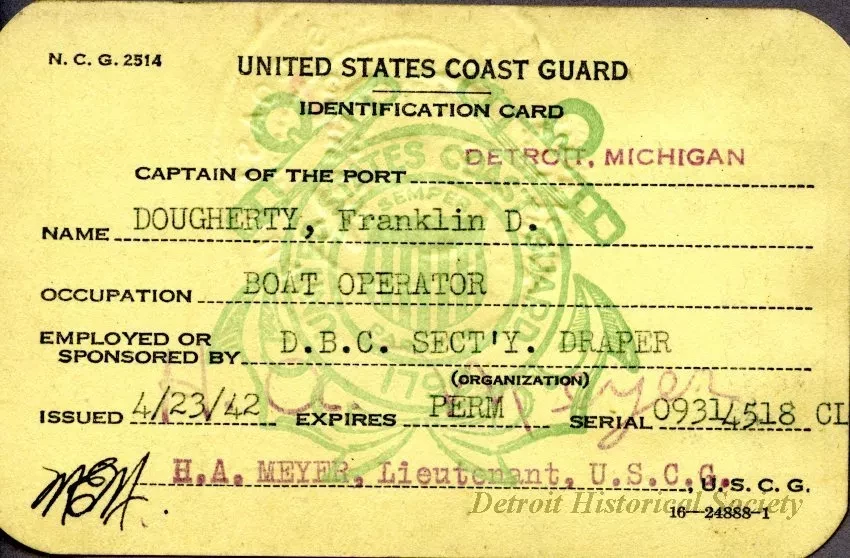 N. C. G. 2514
UNITED STATES COAST GUARD
IDENTIFICATION CARD
CAPTAIN OF THE PORT DETROIT, MICHIGAN
NAME DOUGHERTY, Franklin D.
OCCUPATION BOAT OPERATOR
EMPLOYED OR
SPONSORED BY D.B.C. SECT'Y. DRAPER
(ORGANIZATION)
ISSUED 4/23/42 EXPIRES PERM SERIAL 09314518 CL
H.A. MEYER, Lieutenant, U.S.C.G., U. S. C. G.
Detroit Historical Society
16—24888-1